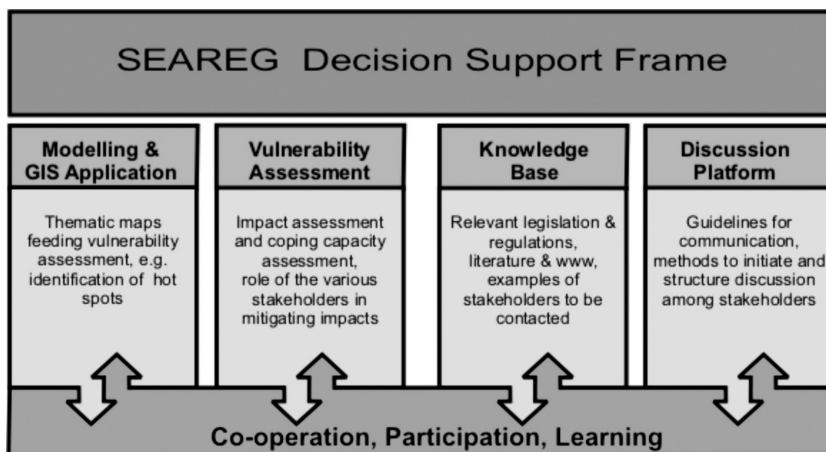 SEAREG Decision Support Frame
Modelling &
GIS Application
Thematic maps
feeding vulnerability
assessment, e.g.
identification of hot
spots
Vulnerability
Assessment
Impact assessment
and coping capacity
assessment,
role of the various
stakeholders in
mitigating impacts
Knowledge
Base
Relevant legislation &
regulations,
literature & www,
examples of
stakeholders to be
contacted
Discussion
Platform
Guidelines for
communication,
methods to initiate and
structure discussion
among stakeholders
Co-operation, Participation, Learning